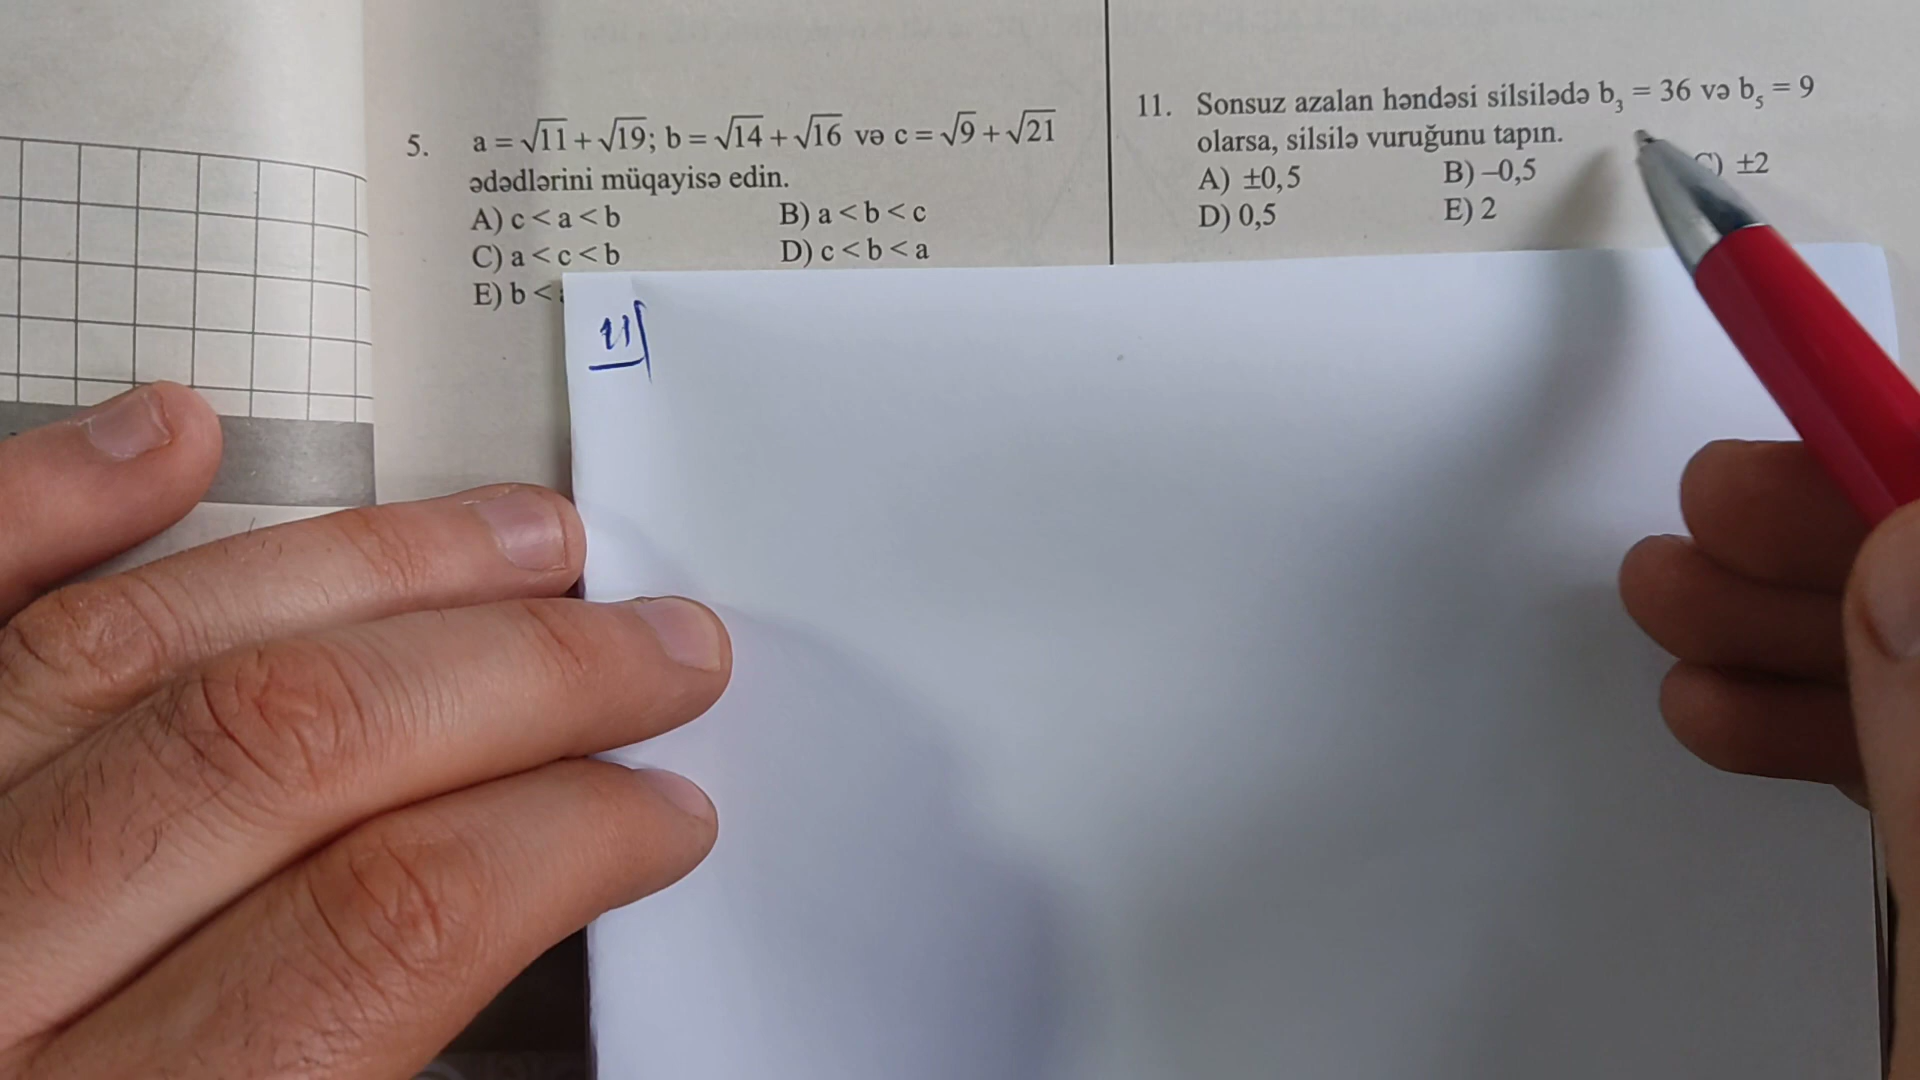 5. a = √11 + √19; b = √14 + √16 və c = √9 + √21
ədədlərini müqayisə edin.
A) c < a < b B) a < b < c
C) a < c < b D) c < b < a
E) b <
11. Sonsuz azalan həndəsi silsilədə b₃ = 36 və b₅ = 9
olarsa, silsilə vuruğunu tapın.
A) ±0,5 B) –0,5 C) ±2
D) 0,5 E) 2
11